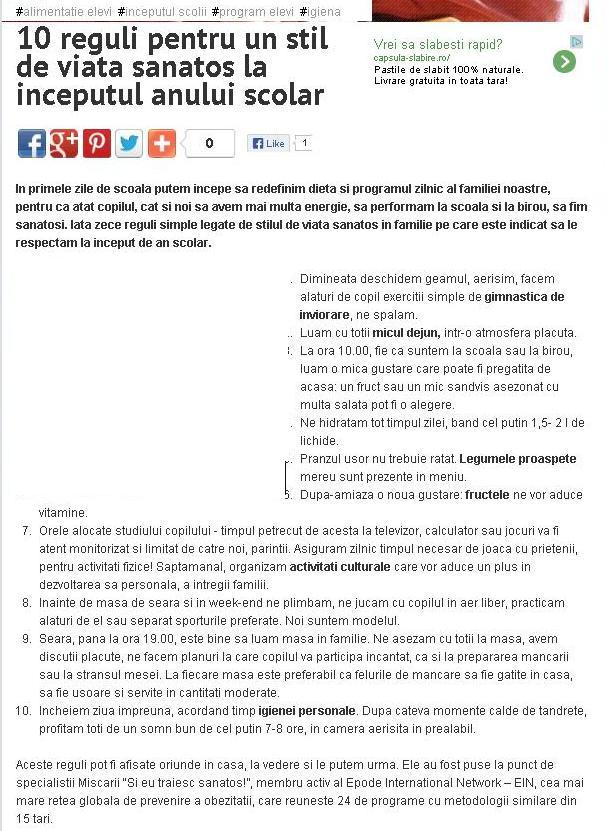 #alimentatie elevi #inceputul scolii #program elevi #igiena
10 reguli pentru un stil
de viata sanatos la
inceputul anului scolar
Vrei sa slabesti rapid?
capsula-slabire.ro/
Pastile de slabit 100% naturale.
Livrare gratuita in toata tara!
0
Like 1
In primele zile de scoala putem incepe sa redefinim dieta si programul zilnic al familiei noastre,
pentru ca atat copilul, cat si noi sa avem mai multa energie, sa performam la scoala si la birou, sa fim
sanatosi. Iata zece reguli simple legate de stilul de viata sanatos in familie pe care este indicat sa le
respectam la inceput de an scolar.
. Dimineata deschidem geamul, aerisim, facem
alaturi de copil exercitii simple de gimnastica de
inviorare, ne spalam.
. Luam cu totii micul dejun, intr-o atmosfera placuta.
. La ora 10.00, fie ca suntem la scoala sau la birou,
luam o mica gustare care poate fi pregatita de
acasa: un fruct sau un mic sandvis asezonat cu
multa salata pot fi o alegere.
. Ne hidratam tot timpul zilei, band cel putin 1,5- 2 l de
lichide.
. Pranzul usor nu trebuie ratat. Legumele proaspete
mereu sunt prezente in meniu.
. Dupa-amiaza o noua gustare: fructele ne vor aduce
vitamine.
7. Orele alocate studiului copilului - timpul petrecut de acesta la televizor, calculator sau jocuri va fi
atent monitorizat si limitat de catre noi, parintii. Asiguram zilnic timpul necesar de joaca cu prietenii,
pentru activitati fizice! Saptamanal, organizam activitati culturale care vor aduce un plus in
dezvoltarea sa personala, a intregii familii.
8. Inainte de masa de seara si in week-end ne plimbam, ne jucam cu copilul in aer liber, practicam
alaturi de el sau separat sporturile preferate. Noi suntem modelul.
9. Seara, pana la ora 19.00, este bine sa luam masa in familie. Ne asezam cu totii la masa, avem
discutii placute, ne facem planuri la care copilul va participa incantat, ca si la prepararea mancarii
sau la stransul mesei. La fiecare masa este preferabil ca felurile de mancare sa fie gatite in casa,
sa fie usoare si servite in cantitati moderate.
10. Incheiem ziua impreuna, acordand timp igienei personale. Dupa cateva momente calde de tandrete,
profitam toti de un somn bun de cel putin 7-8 ore, in camera aerisita in prealabil.
Aceste reguli pot fi afisate oriunde in casa, la vedere si le putem urma. Ele au fost puse la punct de
specialistii Miscarii "Si eu traiesc sanatos!", membru activ al Epode International Network – EIN, cea mai
mare retea globala de prevenire a obezitatii, care reuneste 24 de programe cu metodologii similare din
15 tari.